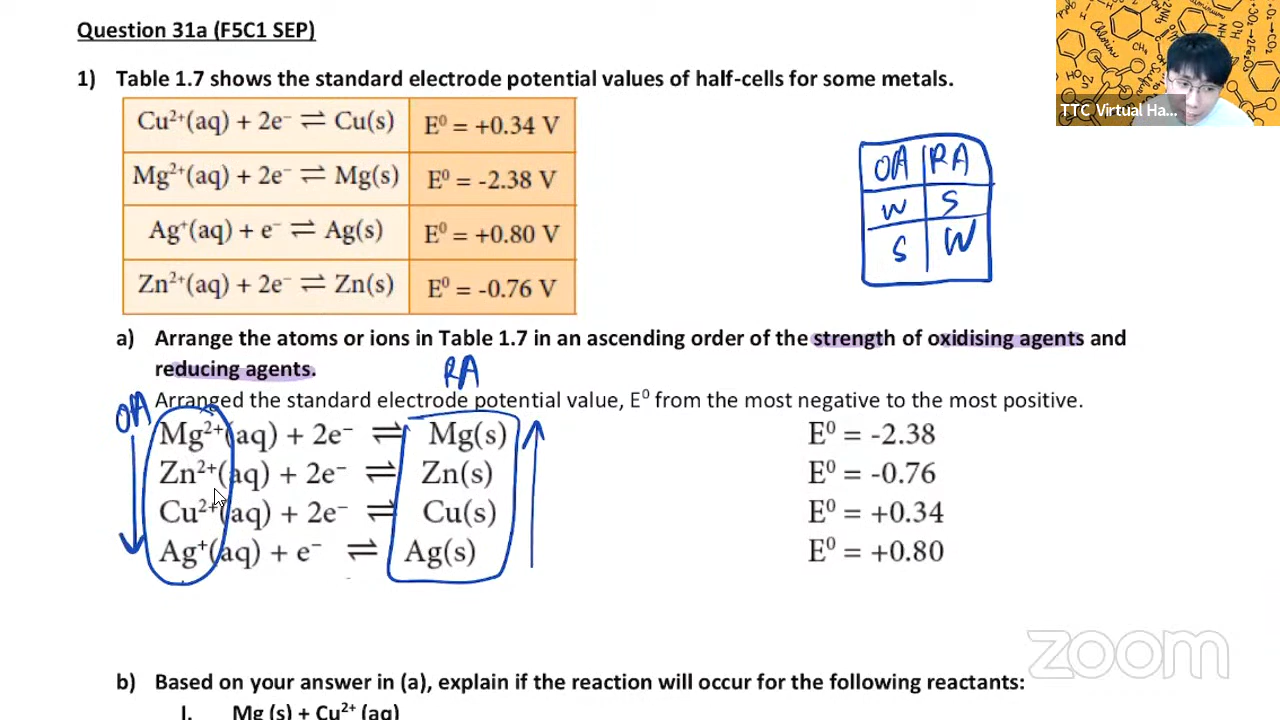 Question 31a (F5C1 SEP)
1) Table 1.7 shows the standard electrode potential values of half-cells for some metals.
Cu²⁺(aq) + 2e⁻ ⇌ Cu(s) E⁰ = +0.34 V
Mg²⁺(aq) + 2e⁻ ⇌ Mg(s) E⁰ = -2.38 V
Ag⁺(aq) + e⁻ ⇌ Ag(s) E⁰ = +0.80 V
Zn²⁺(aq) + 2e⁻ ⇌ Zn(s) E⁰ = -0.76 V
TTC Virtual Ha...
OA RA
W S
S W
a) Arrange the atoms or ions in Table 1.7 in an ascending order of the strength of oxidising agents and
reducing agents.
RA
OA
Arranged the standard electrode potential value, E⁰ from the most negative to the most positive.
Mg²⁺(aq) + 2e⁻ ⇌ Mg(s) E⁰ = -2.38
Zn²⁺(aq) + 2e⁻ ⇌ Zn(s) E⁰ = -0.76
Cu²⁺(aq) + 2e⁻ ⇌ Cu(s) E⁰ = +0.34
Ag⁺(aq) + e⁻ ⇌ Ag(s) E⁰ = +0.80
zoom
b) Based on your answer in (a), explain if the reaction will occur for the following reactants:
I. Mg (s) + Cu²⁺ (aq)